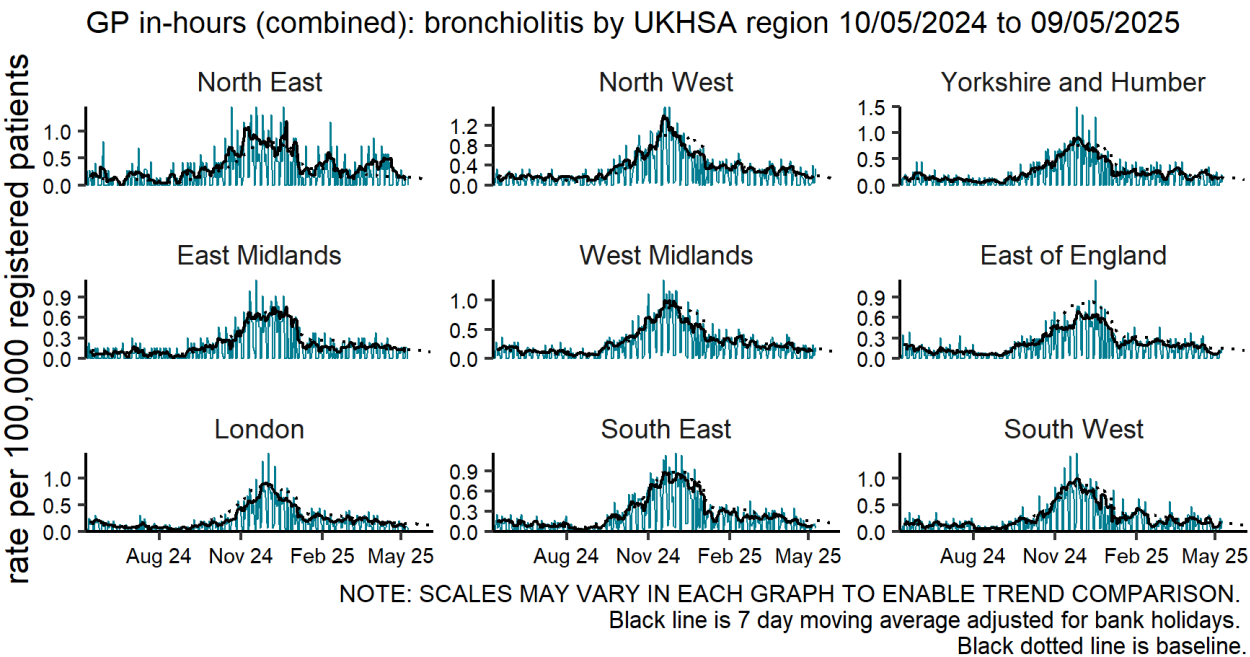 GP in-hours (combined): bronchiolitis by UKHSA region 10/05/2024 to 09/05/2025
rate per 100,000 registered patients
North East
1.0
0.5
0.0
North West
1.2
0.8
0.4
0.0
Yorkshire and Humber
1.5
1.0
0.5
0.0
East Midlands
0.9
0.6
0.3
0.0
West Midlands
1.0
0.5
0.0
East of England
0.9
0.6
0.3
0.0
London
1.0
0.5
0.0
South East
0.9
0.6
0.3
0.0
South West
1.0
0.5
0.0
Aug 24 Nov 24 Feb 25 May 25
Aug 24 Nov 24 Feb 25 May 25
Aug 24 Nov 24 Feb 25 May 25
NOTE: SCALES MAY VARY IN EACH GRAPH TO ENABLE TREND COMPARISON.
Black line is 7 day moving average adjusted for bank holidays.
Black dotted line is baseline.